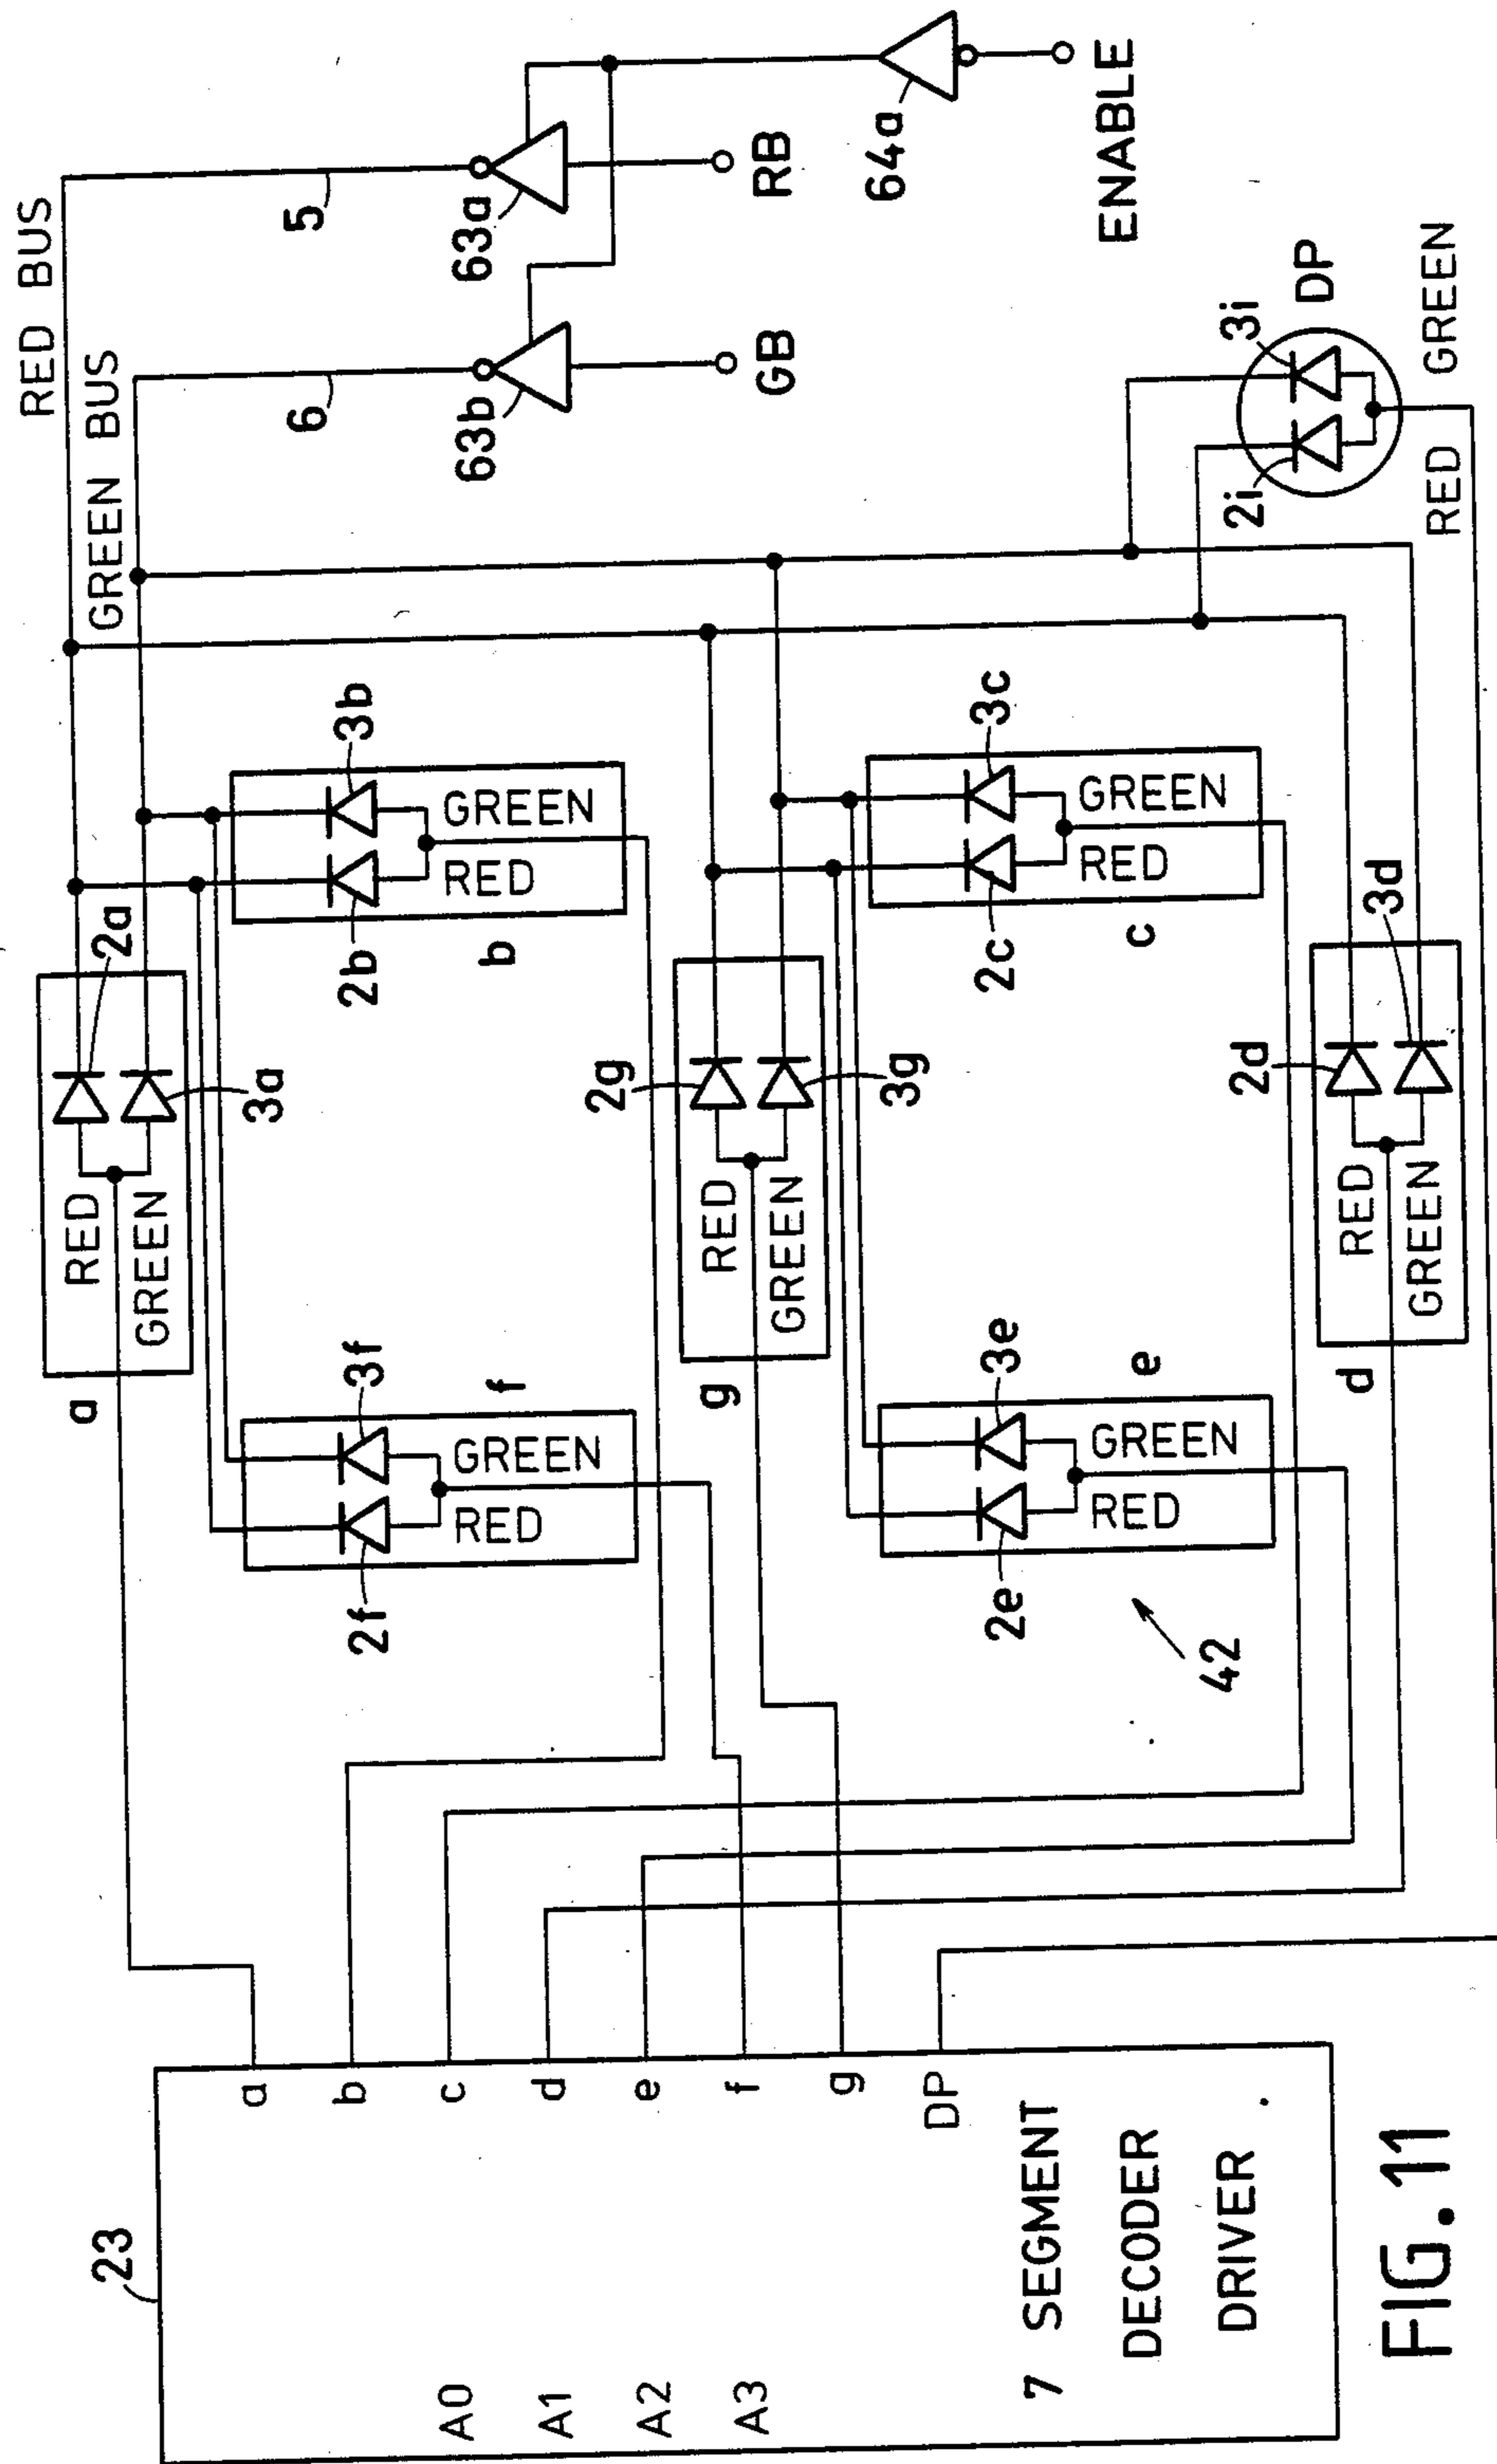 23
A0
A1
A2
A3
7 SEGMENT
DECODER
DRIVER
a
b
c
d
e
f
g
DP
a
RED
GREEN
2a
3a
2f
3f
f
RED
GREEN
2b
3b
b
RED
GREEN
g
RED
GREEN
2g
3g
2e
3e
e
RED
GREEN
2c
3c
c
RED
GREEN
d
RED
GREEN
2d
3d
42
RED BUS
GREEN BUS
5
6
63a
63b
RB
GB
64a
ENABLE
2i
3i
DP
RED
GREEN
FIG. 11